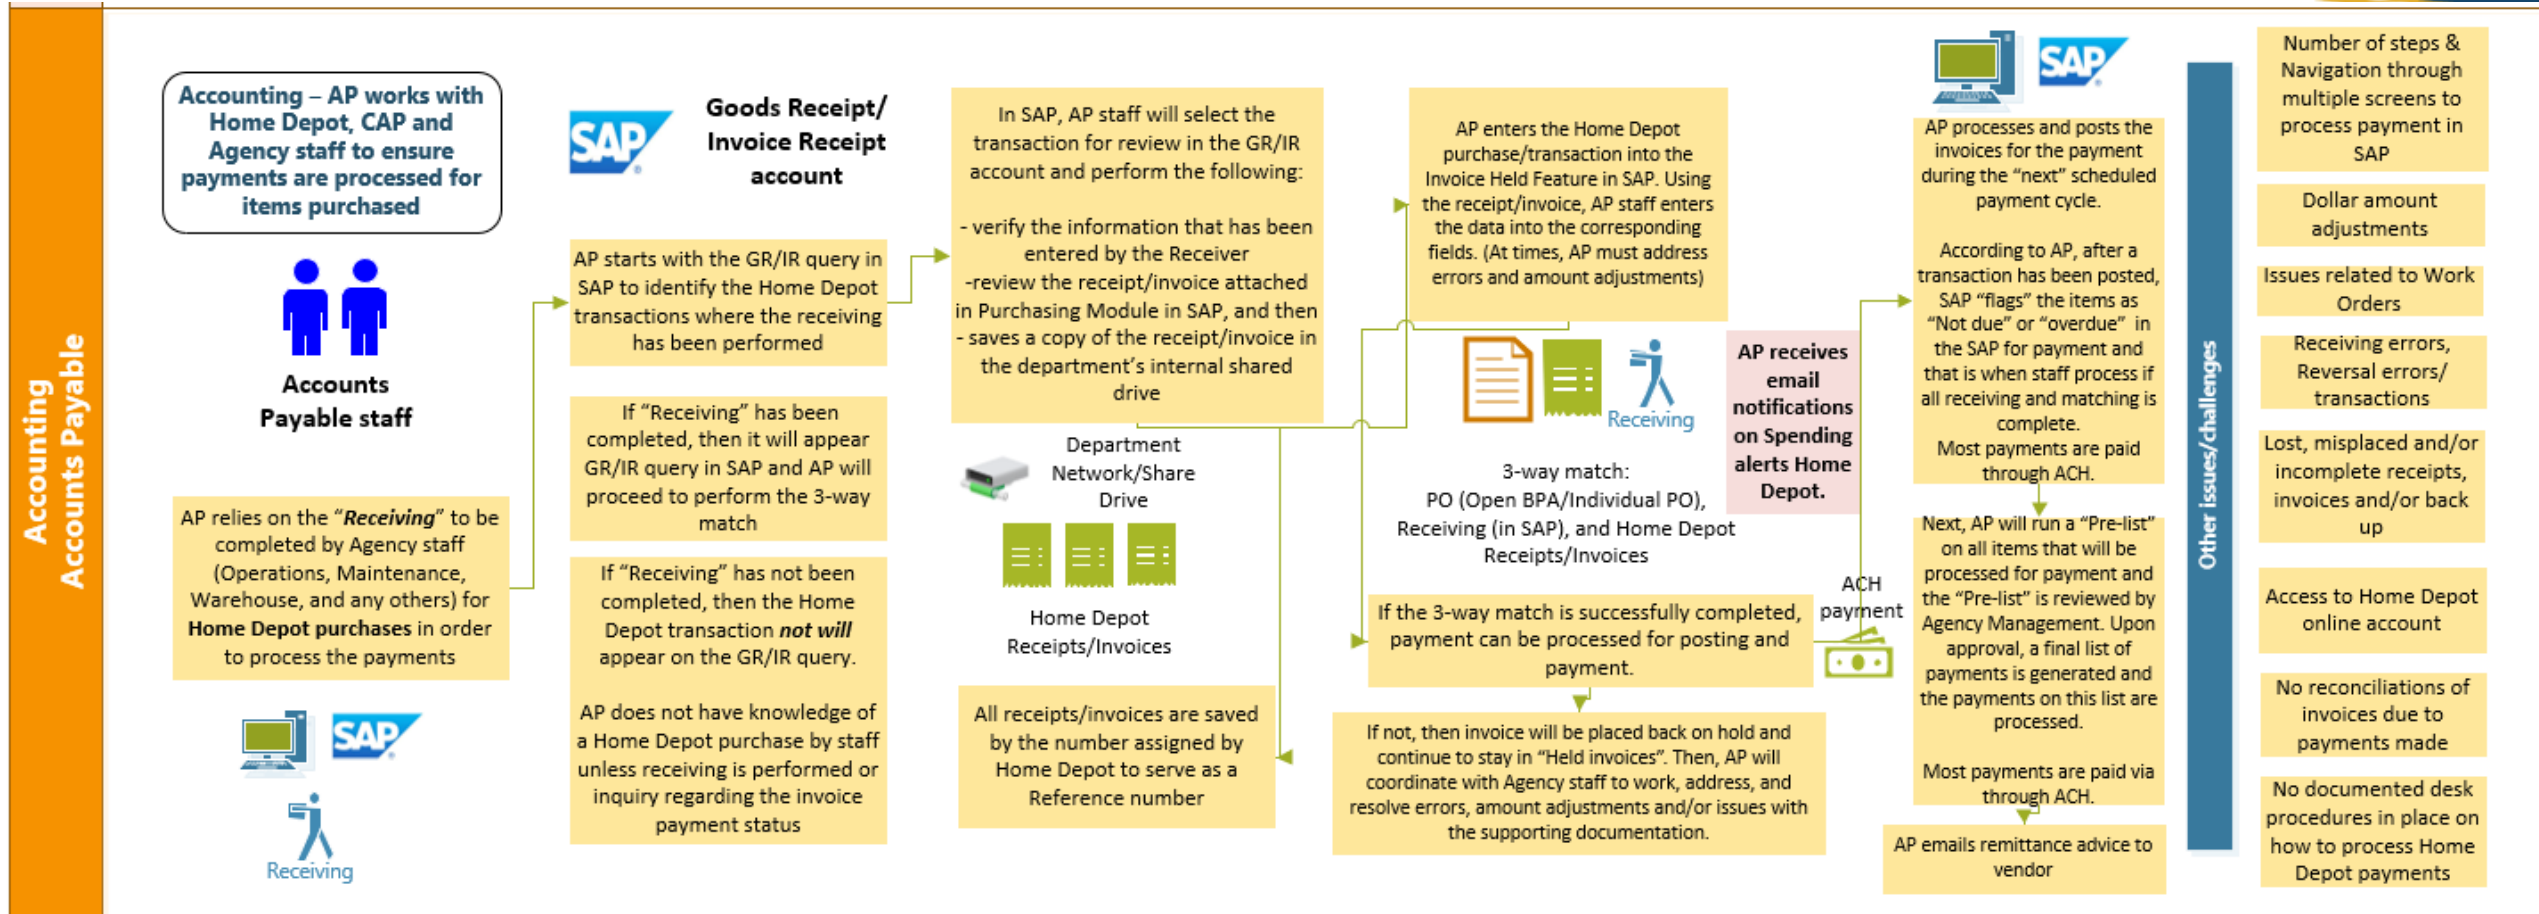 Accounting
Accounts Payable
Accounting – AP works with
Home Depot, CAP and
Agency staff to ensure
payments are processed for
items purchased
Accounts
Payable staff
AP relies on the “Receiving” to be
completed by Agency staff
(Operations, Maintenance,
Warehouse, and any others) for
Home Depot purchases in order
to process the payments
SAP
Receiving
SAP
Goods Receipt/
Invoice Receipt
account
AP starts with the GR/IR query in
SAP to identify the Home Depot
transactions where the receiving
has been performed
If “Receiving” has been
completed, then it will appear
GR/IR query in SAP and AP will
proceed to perform the 3-way
match
If “Receiving” has not been
completed, then the Home
Depot transaction not will
appear on the GR/IR query.
AP does not have knowledge of
a Home Depot purchase by staff
unless receiving is performed or
inquiry regarding the invoice
payment status
In SAP, AP staff will select the
transaction for review in the GR/IR
account and perform the following:
- verify the information that has been
entered by the Receiver
-review the receipt/invoice attached
in Purchasing Module in SAP, and then
- saves a copy of the receipt/invoice in
the department’s internal shared
drive
Department
Network/Share
Drive
Home Depot
Receipts/Invoices
All receipts/invoices are saved
by the number assigned by
Home Depot to serve as a
Reference number
AP enters the Home Depot
purchase/transaction into the
Invoice Held Feature in SAP. Using
the receipt/invoice, AP staff enters
the data into the corresponding
fields. (At times, AP must address
errors and amount adjustments)
Receiving
3-way match:
PO (Open BPA/Individual PO),
Receiving (in SAP), and Home Depot
Receipts/Invoices
If the 3-way match is successfully completed,
payment can be processed for posting and
payment.
If not, then invoice will be placed back on hold and
continue to stay in “Held invoices”. Then, AP will
coordinate with Agency staff to work, address, and
resolve errors, amount adjustments and/or issues with
the supporting documentation.
AP receives
email
notifications
on Spending
alerts Home
Depot.
ACH
payment
SAP
AP processes and posts the
invoices for the payment
during the “next” scheduled
payment cycle.
According to AP, after a
transaction has been posted,
SAP “flags” the items as
“Not due” or “overdue” in
the SAP for payment and
that is when staff process if
all receiving and matching is
complete.
Most payments are paid
through ACH.
Next, AP will run a “Pre-list”
on all items that will be
processed for payment and
the “Pre-list” is reviewed by
Agency Management. Upon
approval, a final list of
payments is generated and
the payments on this list are
processed.
Most payments are paid via
through ACH.
AP emails remittance advice to
vendor
Other issues/challenges
Number of steps &
Navigation through
multiple screens to
process payment in
SAP
Dollar amount
adjustments
Issues related to Work
Orders
Receiving errors,
Reversal errors/
transactions
Lost, misplaced and/or
incomplete receipts,
invoices and/or back
up
Access to Home Depot
online account
No reconciliations of
invoices due to
payments made
No documented desk
procedures in place on
how to process Home
Depot payments